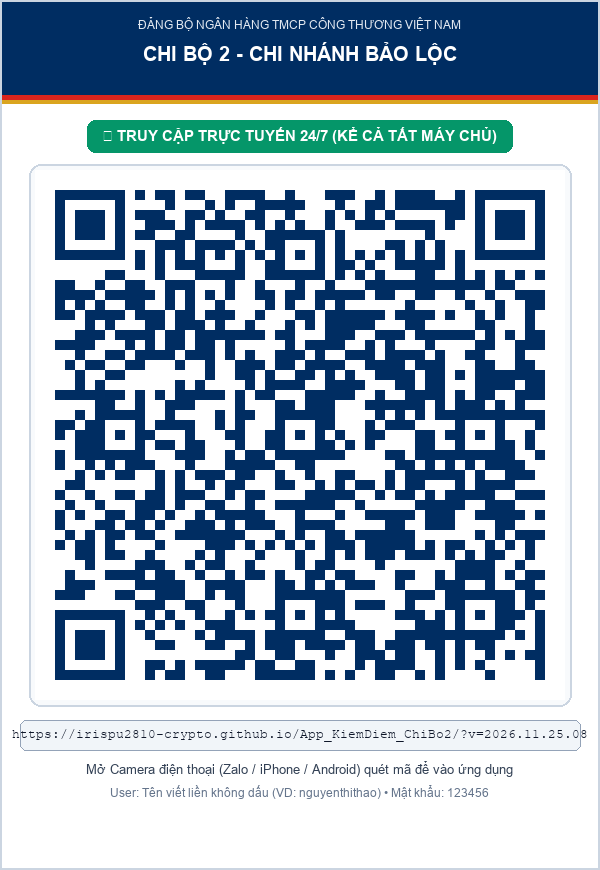 ĐẢNG BỘ NGÂN HÀNG TMCP CÔNG THƯƠNG VIỆT NAM
CHI BỘ 2 - CHI NHÁNH BẢO LỘC
TRUY CẬP TRỰC TUYẾN 24/7 (KỂ CẢ TẮT MÁY CHỦ)
https://irispu2810-crypto.github.io/App_KiemDiem_ChiBo2/?v=2026.11.25.08
Mở Camera điện thoại (Zalo / iPhone / Android) quét mã để vào ứng dụng
User: Tên viết liền không dấu (VD: nguyenthithao) • Mật khẩu: 123456